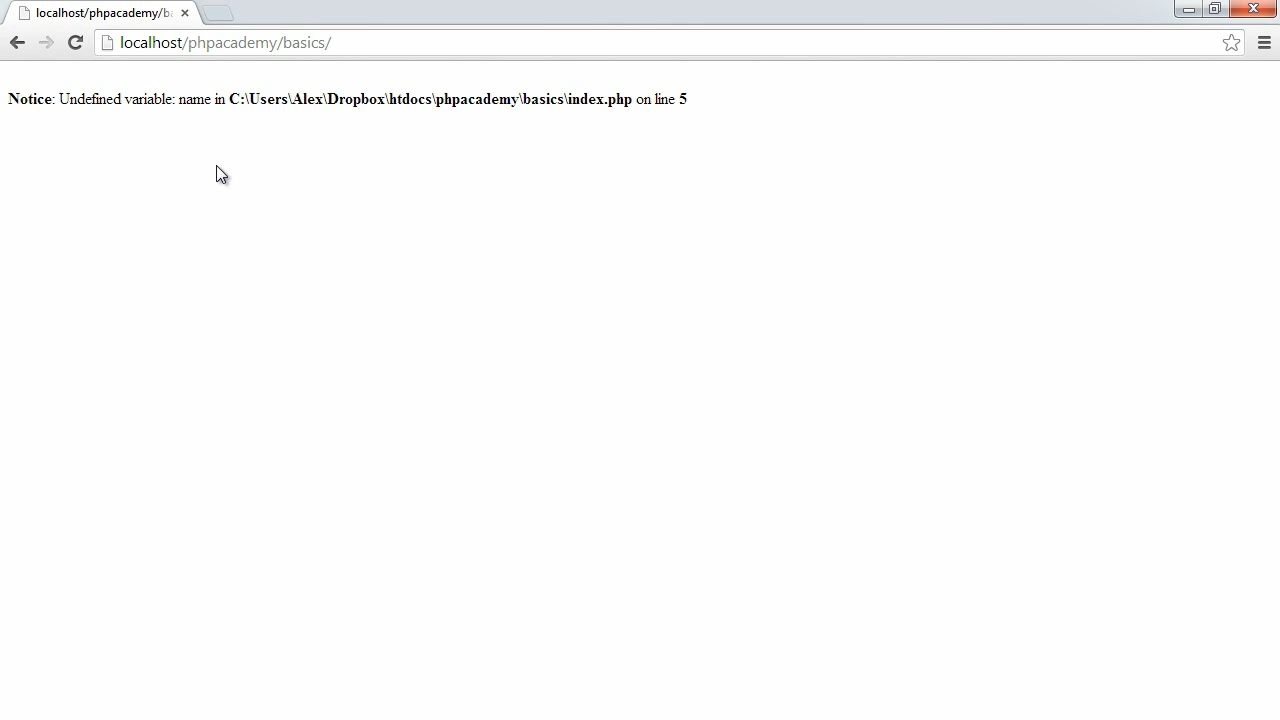 localhost/phpacademy/ba
localhost/phpacademy/basics/
Notice: Undefined variable: name in C:\Users\Alex\Dropbox\htdocs\phpacademy\basics\index.php on line 5